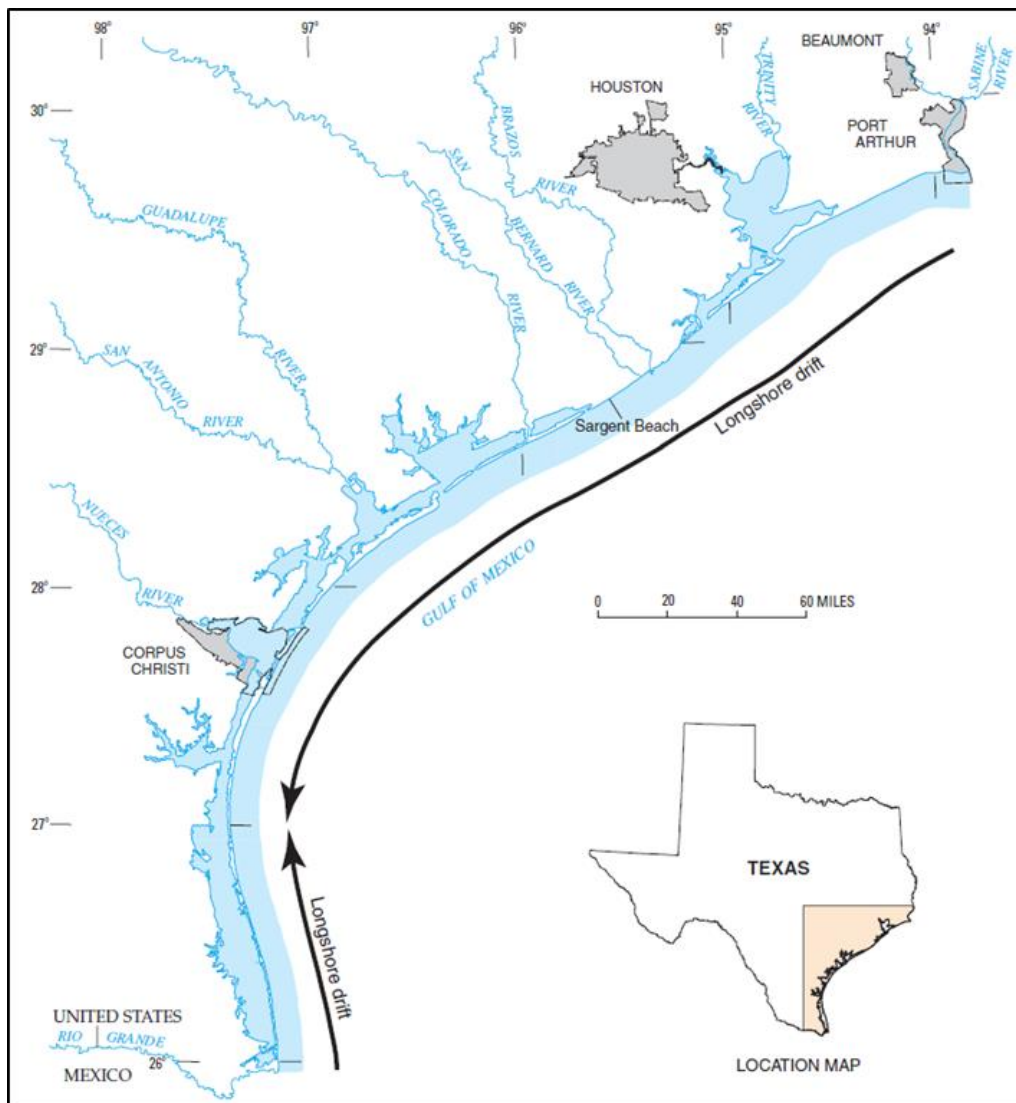 98°
97°
96°
95°
94°
BEAUMONT
SABINE
RIVER
HOUSTON
TRINITY
RIVER
PORT
ARTHUR
30°
BRAZOS
RIVER
SAN
BERNARD
RIVER
COLORADO
RIVER
GUADALUPE
RIVER
29°
SAN
ANTONIO
RIVER
Longshore drift
Sargent Beach
NUECES
RIVER
GULF OF MEXICO
28°
0 20 40 60 MILES
CORPUS
CHRISTI
27°
TEXAS
Longshore drift
UNITED STATES
RIO GRANDE
MEXICO
26°
LOCATION MAP